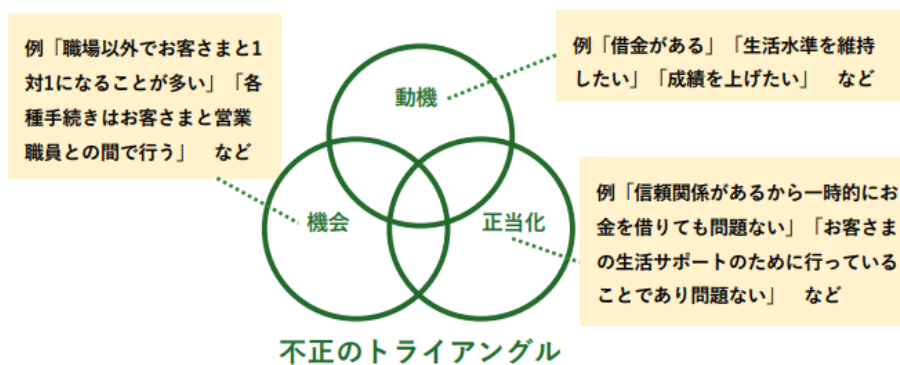 例「職場以外でお客さまと1
対1になることが多い」「各
種手続きはお客さまと営業
職員との間で行う」　など
例「借金がある」「生活水準を維持
したい」「成績を上げたい」　など
動機
機会
正当化
例「信頼関係があるから一時的にお
金を借りても問題ない」「お客さま
の生活サポートのために行っている
ことであり問題ない」　など
不正のトライアングル